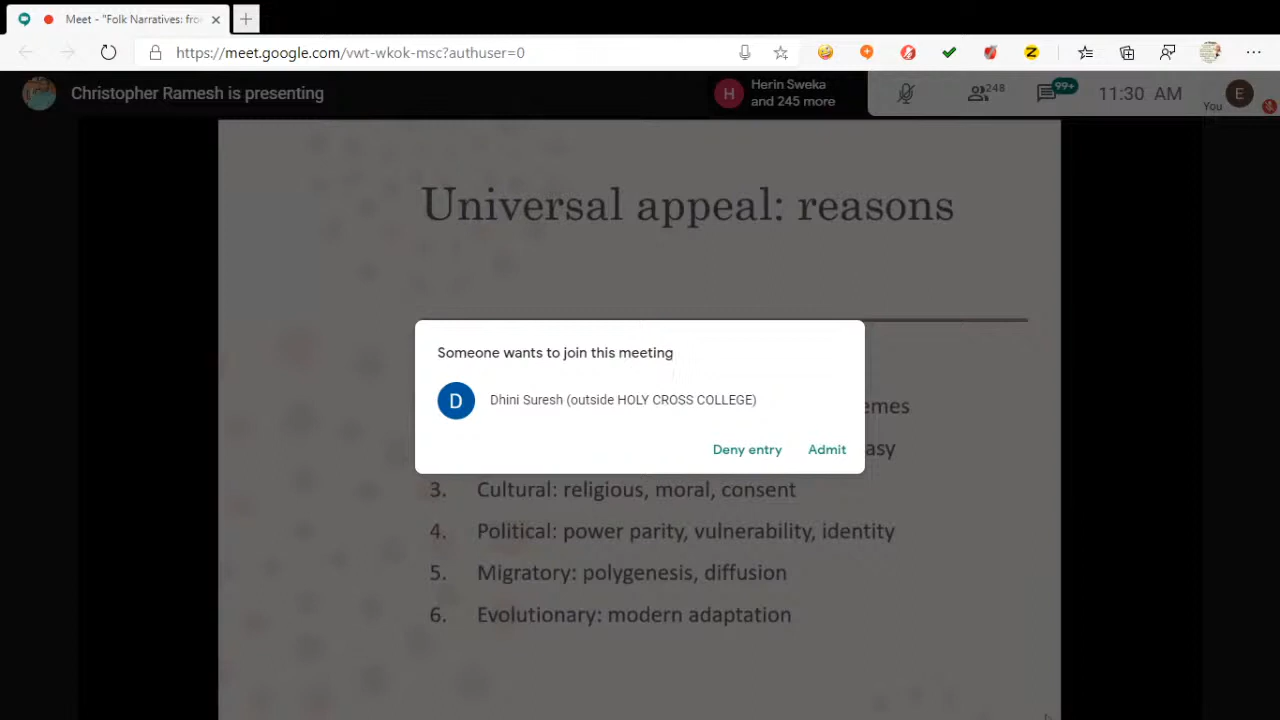 Meet - "Folk Narratives: fro
https://meet.google.com/vwt-wkok-msc?authuser=0
Christopher Ramesh is presenting
H
Herin Sweka
and 245 more
248
99+
11:30 AM
You
E
Universal appeal: reasons
Someone wants to join this meeting
D
Dhini Suresh (outside HOLY CROSS COLLEGE)
emes
Deny entry
Admit
asy
3. Cultural: religious, moral, consent
4. Political: power parity, vulnerability, identity
5. Migratory: polygenesis, diffusion
6. Evolutionary: modern adaptation